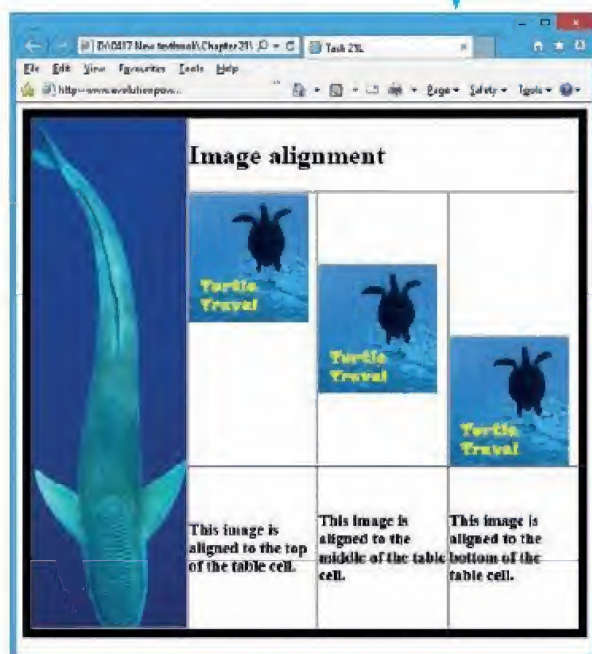 Task 21L
File Edit View Favourites Tools Help
Page Safety Tools
Image alignment
Turtle
Travel
Turtle
Travel
Turtle
Travel
This image is
aligned to the top
of the table cell.
This image is
aligned to the
middle of the table
cell.
This image is
aligned to the
bottom of the
table cell.